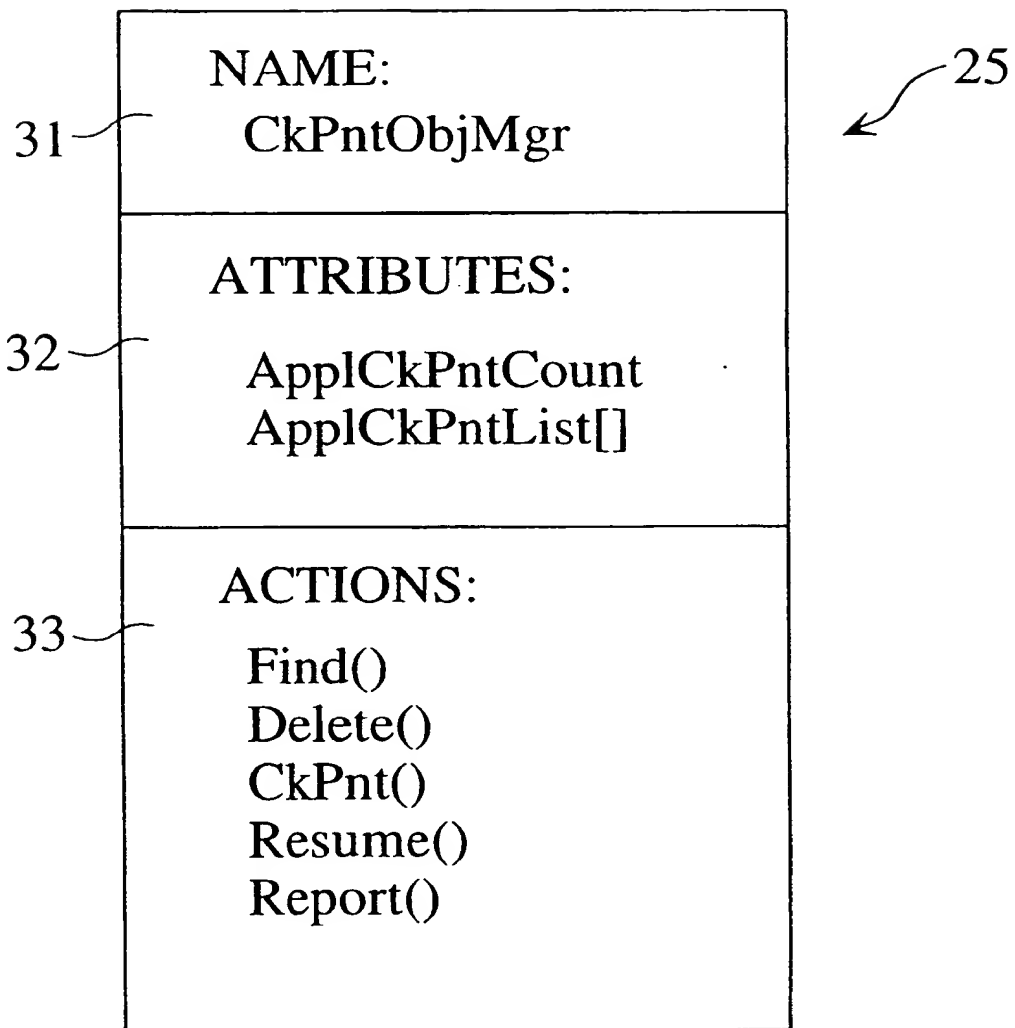 NAME:
CkPntObjMgr
25
31
ATTRIBUTES:
32
ApplCkPntCount
ApplCkPntList[]
ACTIONS:
33
Find()
Delete()
CkPnt()
Resume()
Report()